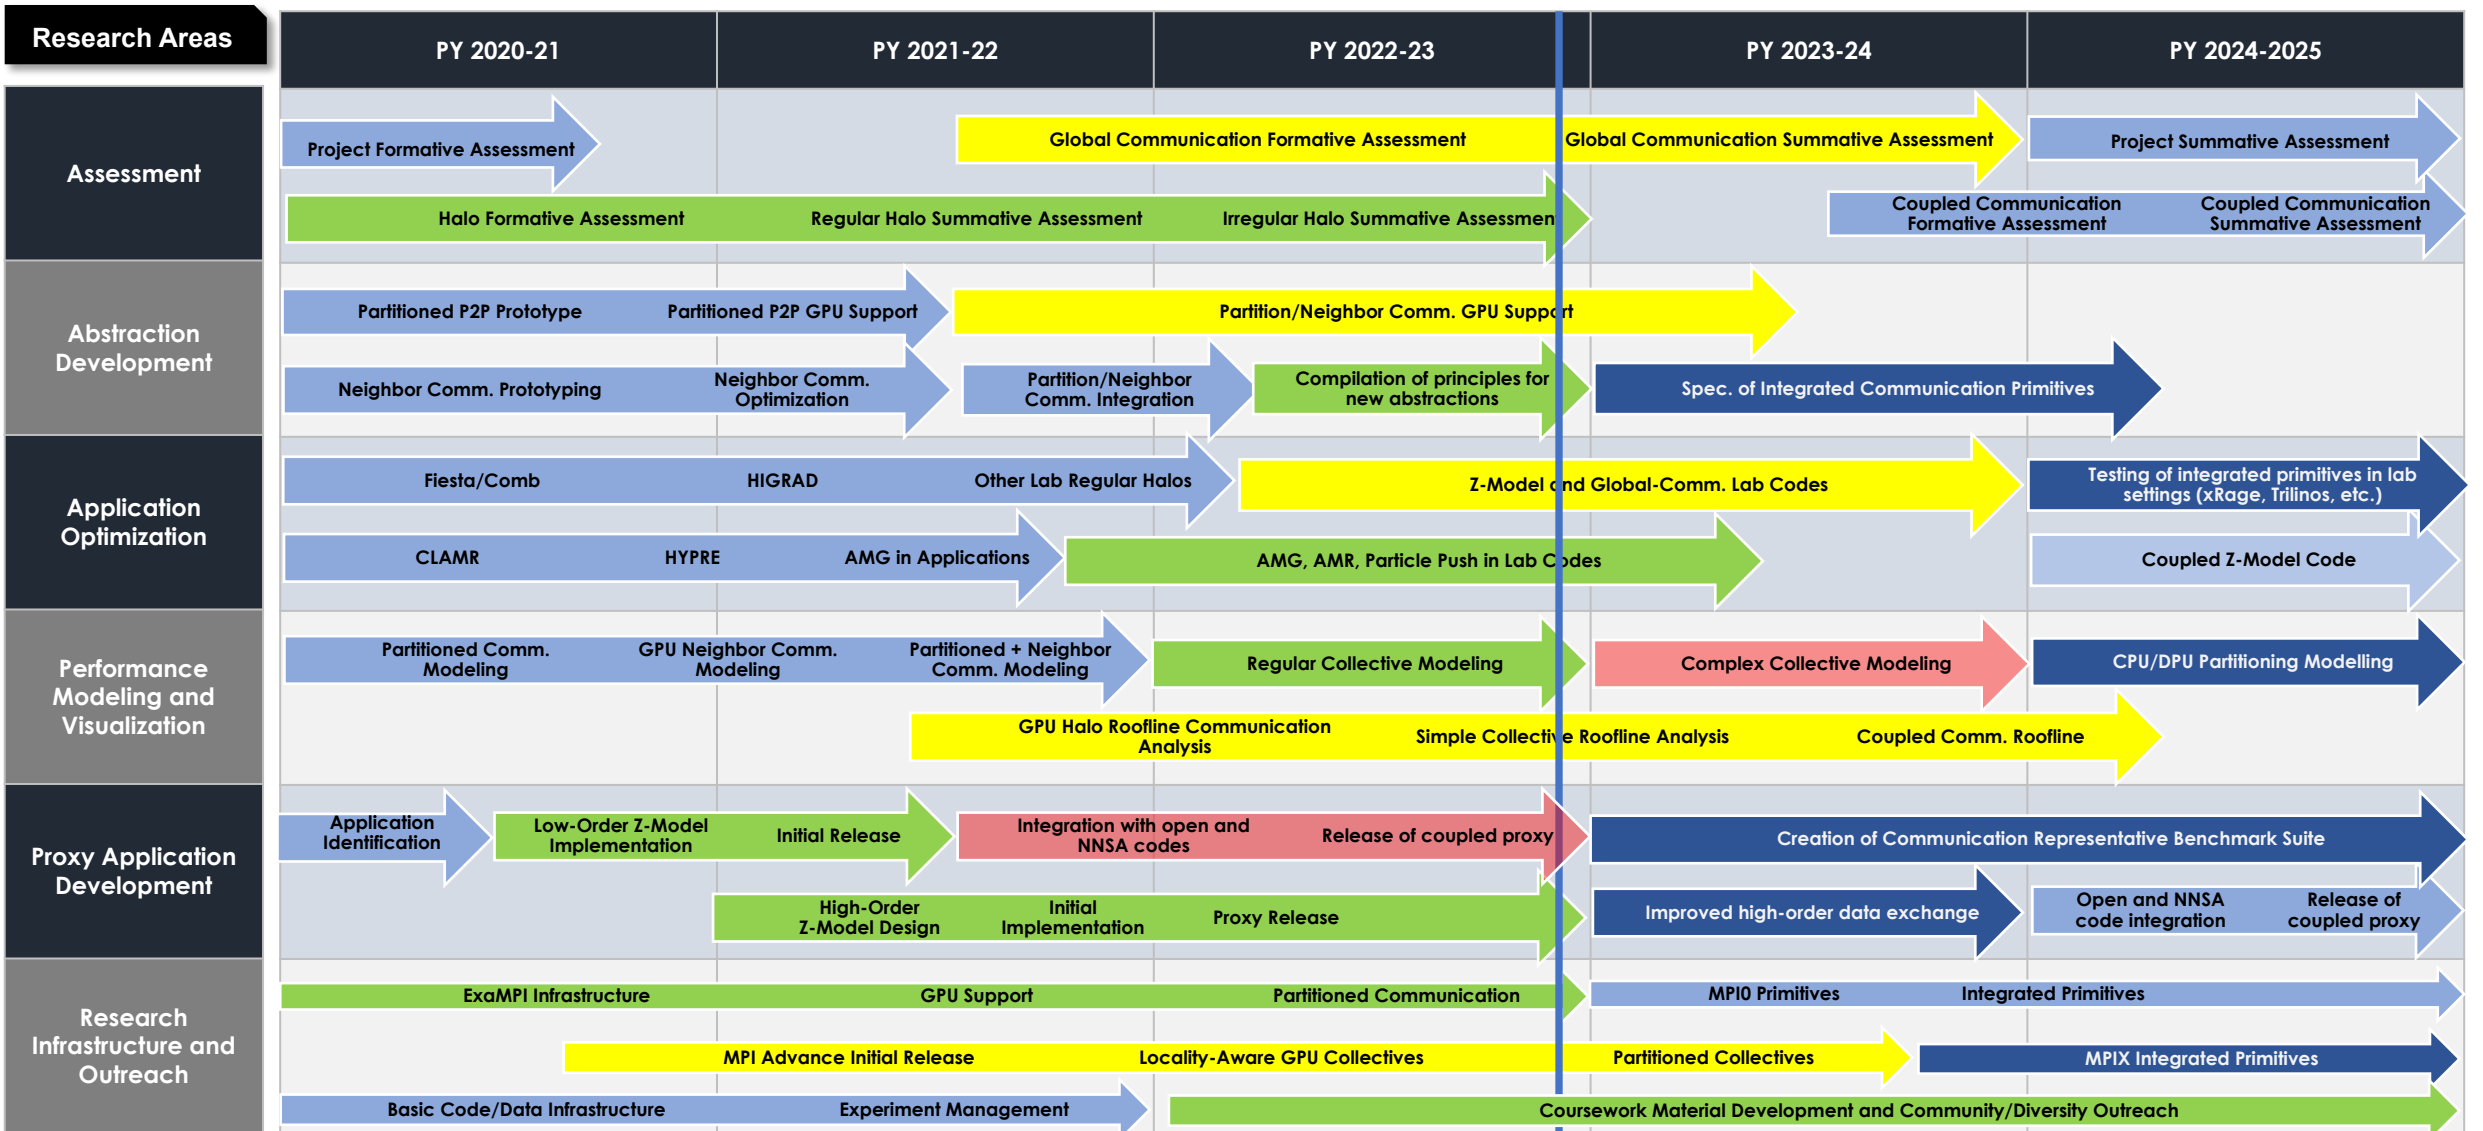 Research Areas
PY 2020-21
PY 2021-22
PY 2022-23
PY 2023-24
PY 2024-2025
Assessment
Project Formative Assessment
Global Communication Formative Assessment
Global Communication Summative Assessment
Project Summative Assessment
Halo Formative Assessment
Regular Halo Summative Assessment
Irregular Halo Summative Assessment
Coupled Communication
Formative Assessment
Coupled Communication
Summative Assessment
Abstraction
Development
Partitioned P2P Prototype
Partitioned P2P GPU Support
Partition/Neighbor Comm. GPU Support
Neighbor Comm. Prototyping
Neighbor Comm.
Optimization
Partition/Neighbor
Comm. Integration
Compilation of principles for
new abstractions
Spec. of Integrated Communication Primitives
Application
Optimization
Fiesta/Comb
HIGRAD
Other Lab Regular Halos
Z-Model and Global-Comm. Lab Codes
Testing of integrated primitives in lab
settings (xRage, Trilinos, etc.)
CLAMR
HYPRE
AMG in Applications
AMG, AMR, Particle Push in Lab Codes
Coupled Z-Model Code
Performance
Modeling and
Visualization
Partitioned Comm.
Modeling
GPU Neighbor Comm.
Modeling
Partitioned + Neighbor
Comm. Modeling
Regular Collective Modeling
Complex Collective Modeling
CPU/DPU Partitioning Modelling
GPU Halo Roofline Communication
Analysis
Simple Collective Roofline Analysis
Coupled Comm. Roofline
Proxy Application
Development
Application
Identification
Low-Order Z-Model
Implementation
Initial Release
Integration with open and
NNSA codes
Release of coupled proxy
Creation of Communication Representative Benchmark Suite
High-Order
Z-Model Design
Initial
Implementation
Proxy Release
Improved high-order data exchange
Open and NNSA
code integration
Release of
coupled proxy
Research
Infrastructure and
Outreach
ExaMPI Infrastructure
GPU Support
Partitioned Communication
MPI0 Primitives
Integrated Primitives
MPI Advance Initial Release
Locality-Aware GPU Collectives
Partitioned Collectives
MPIX Integrated Primitives
Basic Code/Data Infrastructure
Experiment Management
Coursework Material Development and Community/Diversity Outreach